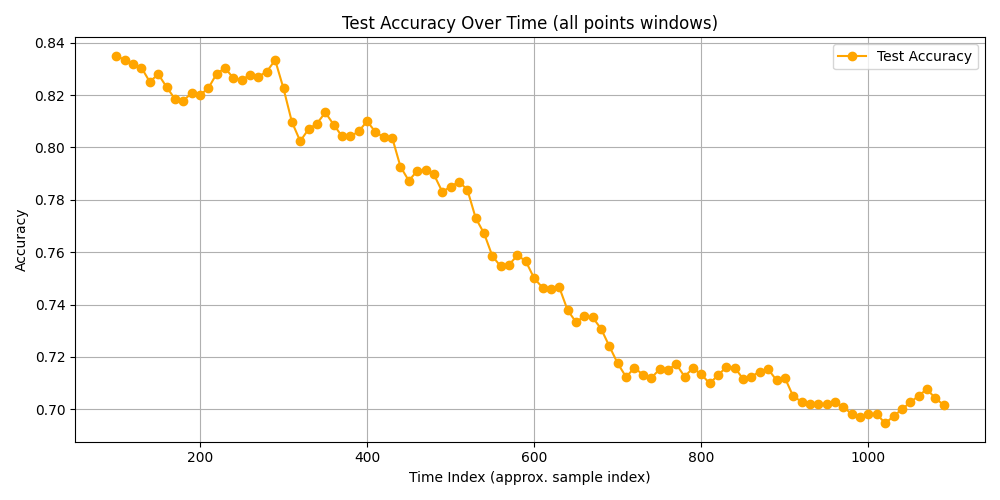 Test Accuracy Over Time (all points windows)
Test Accuracy
Accuracy
0.84
0.82
0.80
0.78
0.76
0.74
0.72
0.70
200 400 600 800 1000
Time Index (approx. sample index)